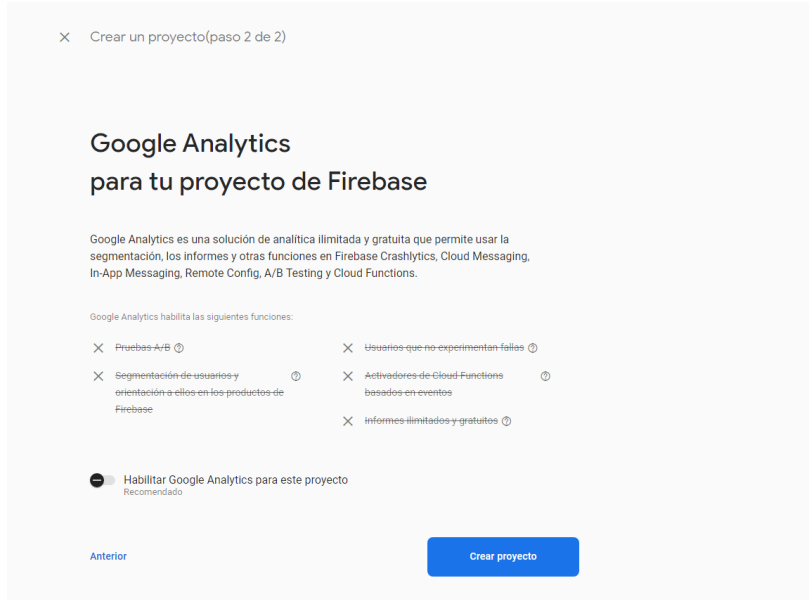 Crear un proyecto(paso 2 de 2)
Google Analytics
para tu proyecto de Firebase
Google Analytics es una solución de analítica ilimitada y gratuita que permite usar la
segmentación, los informes y otras funciones en Firebase Crashlytics, Cloud Messaging,
In-App Messaging, Remote Config, A/B Testing y Cloud Functions.
Google Analytics habilita las siguientes funciones:
Pruebas A/B
Segmentación de usuarios y
orientación a ellos en los productos de
Firebase
Usuarios que no experimentan fallas
Activadores de Cloud Functions
basados en eventos
Informes ilimitados y gratuitos
Habilitar Google Analytics para este proyecto
Recomendado
Anterior
Crear proyecto